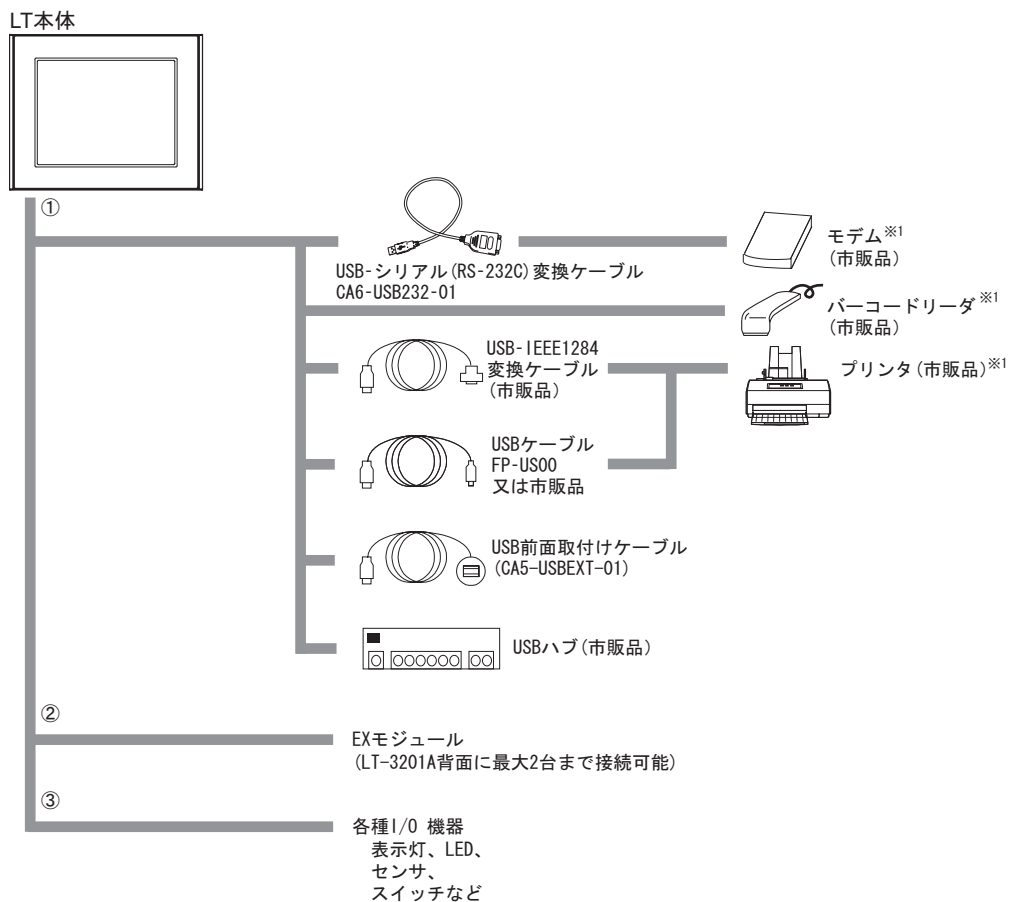 LT本体
①
USB-シリアル(RS-232C)変換ケーブル
CA6-USB232-01
モデム※1
(市販品)
バーコードリーダ※1
(市販品)
USB-IEEE1284
変換ケーブル
(市販品)
プリンタ(市販品)※1
USBケーブル
FP-US00
又は市販品
USB前面取付けケーブル
(CA5-USBEXT-01)
USBハブ(市販品)
②
EXモジュール
(LT-3201A背面に最大2台まで接続可能)
③
各種I/O 機器
表示灯、LED、
センサ、
スイッチなど